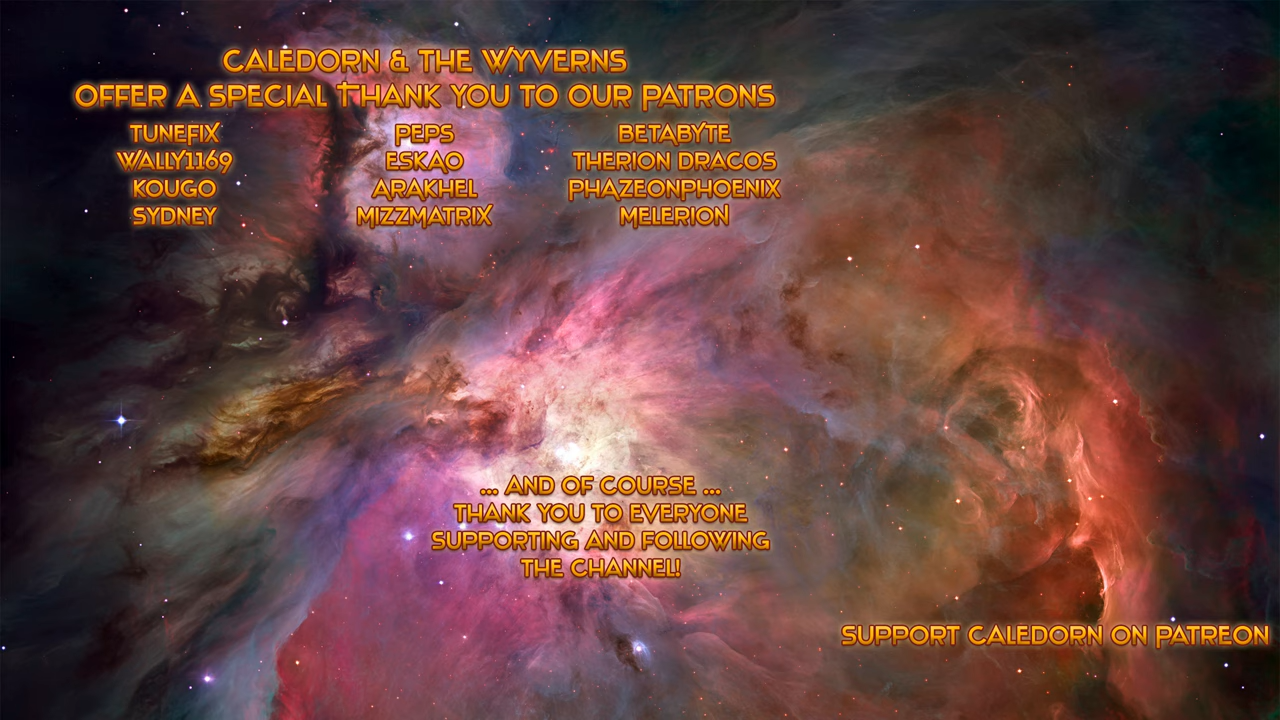 CALEDORN & THE WYVERNS
OFFER A SPECIAL THANK YOU TO OUR PATRONS
TUNEFIX PEPS BETABYTE
WALLY1169 ESKAO THERION DRACOS
KOUGO ARAKHEL PHAZEONPHOENIX
SYDNEY MIZZMATRIX MELERION
... AND OF COURSE ...
THANK YOU TO EVERYONE
SUPPORTING AND FOLLOWING
THE CHANNEL!
SUPPORT CALEDORN ON PATREON